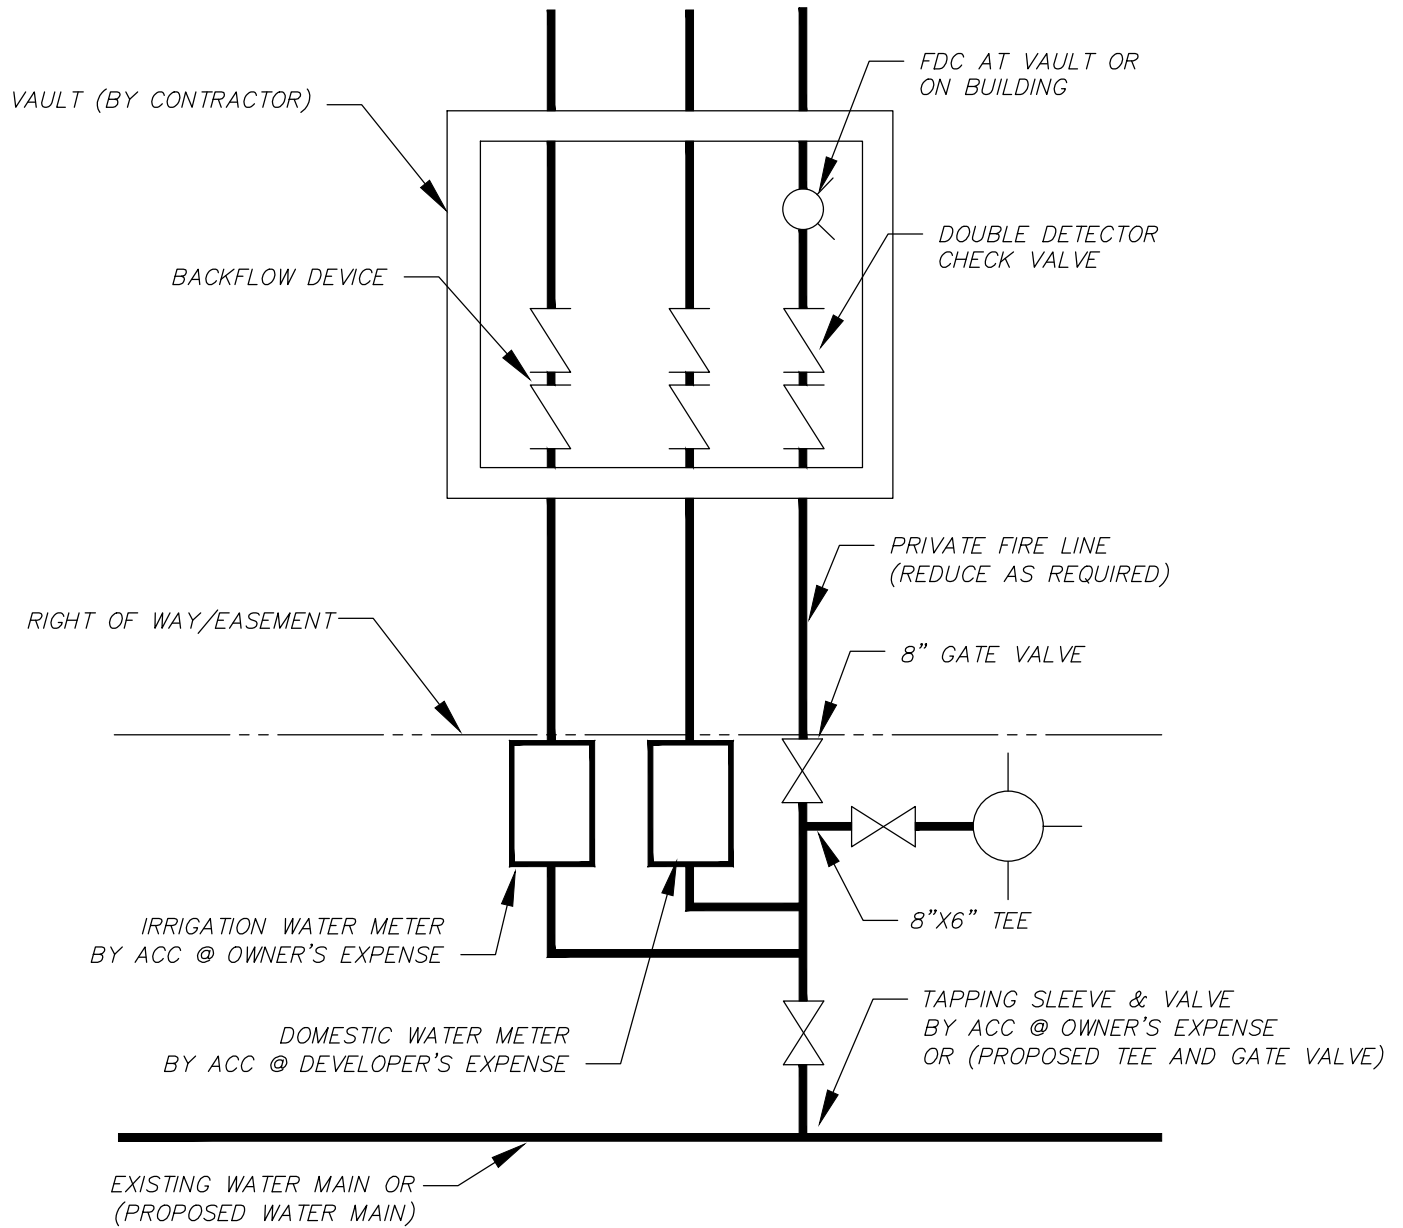 FDC AT VAULT OR
ON BUILDING
VAULT (BY CONTRACTOR)
DOUBLE DETECTOR
CHECK VALVE
BACKFLOW DEVICE
PRIVATE FIRE LINE
(REDUCE AS REQUIRED)
RIGHT OF WAY/EASEMENT
8" GATE VALVE
8"X6" TEE
IRRIGATION WATER METER
BY ACC @ OWNER'S EXPENSE
TAPPING SLEEVE & VALVE
BY ACC @ OWNER'S EXPENSE
OR (PROPOSED TEE AND GATE VALVE)
DOMESTIC WATER METER
BY ACC @ DEVELOPER'S EXPENSE
EXISTING WATER MAIN OR
(PROPOSED WATER MAIN)